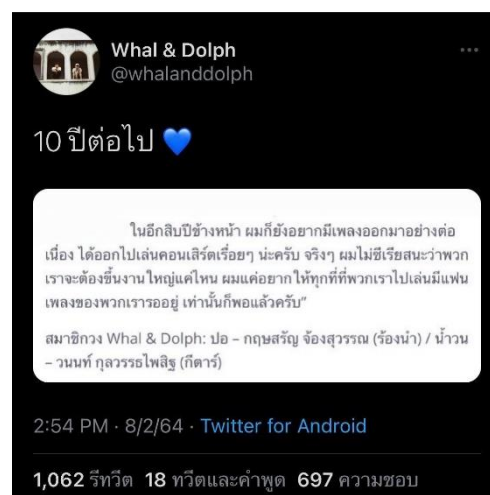 Whal & Dolph
@whalanddolph
10 ปีต่อไป 💙
ในอีกสิบปีข้างหน้า ผมก็ยังอยากมีเพลงออกมาอย่างต่อ
เนื่อง ได้ออกไปเล่นคอนเสิร์ตเรื่อยๆ น่ะครับ จริงๆ ผมไม่ซีเรียสนะว่าพวก
เราจะต้องขึ้นงานใหญ่แค่ไหน ผมแค่อยากให้ทุกที่ที่พวกเราไปเล่นมีแฟน
เพลงของพวกเรารออยู่ เท่านั้นก็พอแล้วครับ”
สมาชิกวง Whal & Dolph: ปอ – กฤษสรัญ จ้องสุวรรณ (ร้องนำ) / น้ำวน
– วนนท์ กุลวรรธไพสิฐ (กีตาร์)
2:54 PM · 8/2/64 · Twitter for Android
1,062 รีทวีต 18 ทวีตและคำพูด 697 ความชอบ